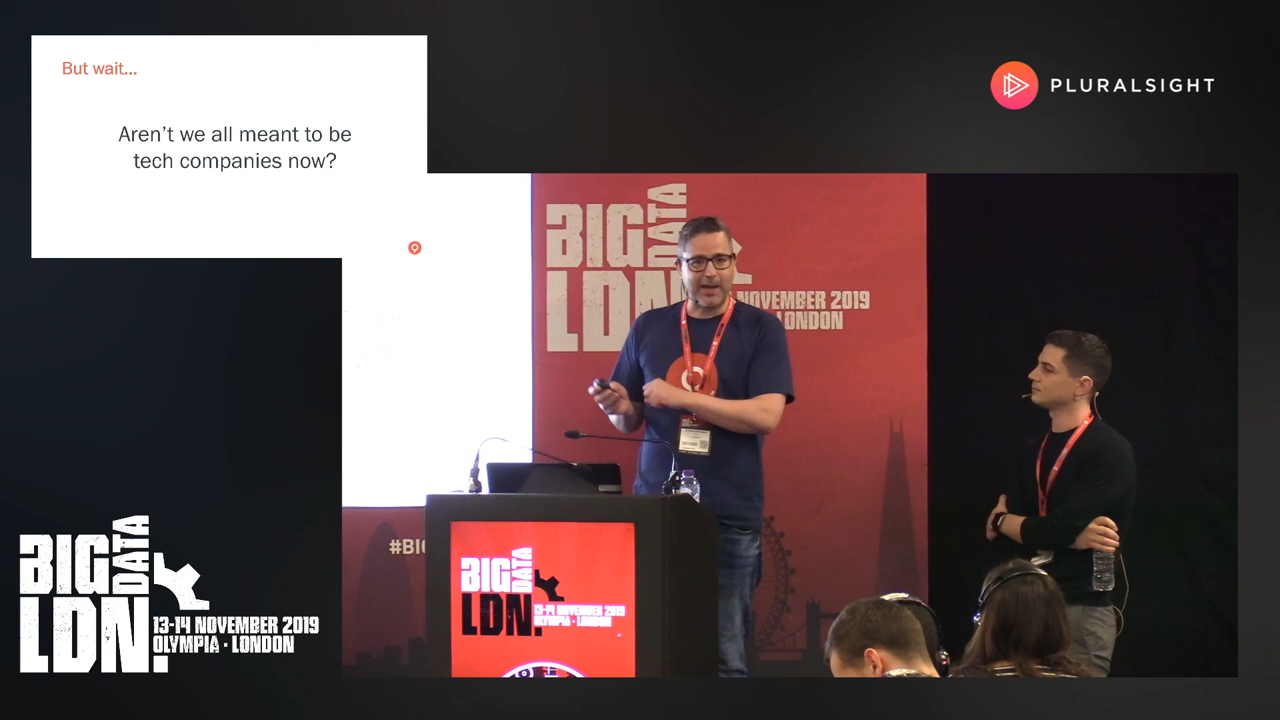 But wait...
Aren't we all meant to be
tech companies now?
PLURALSIGHT
BIG
DATA
LDN
NOVEMBER 2019
LONDON
#BIG
BIG
DATA
LDN.
13-14 NOVEMBER 2019
OLYMPIA · LONDON
BIG
DATA
LDN.
13-14 NOVEMBER 2019
OLYMPIA · LONDON